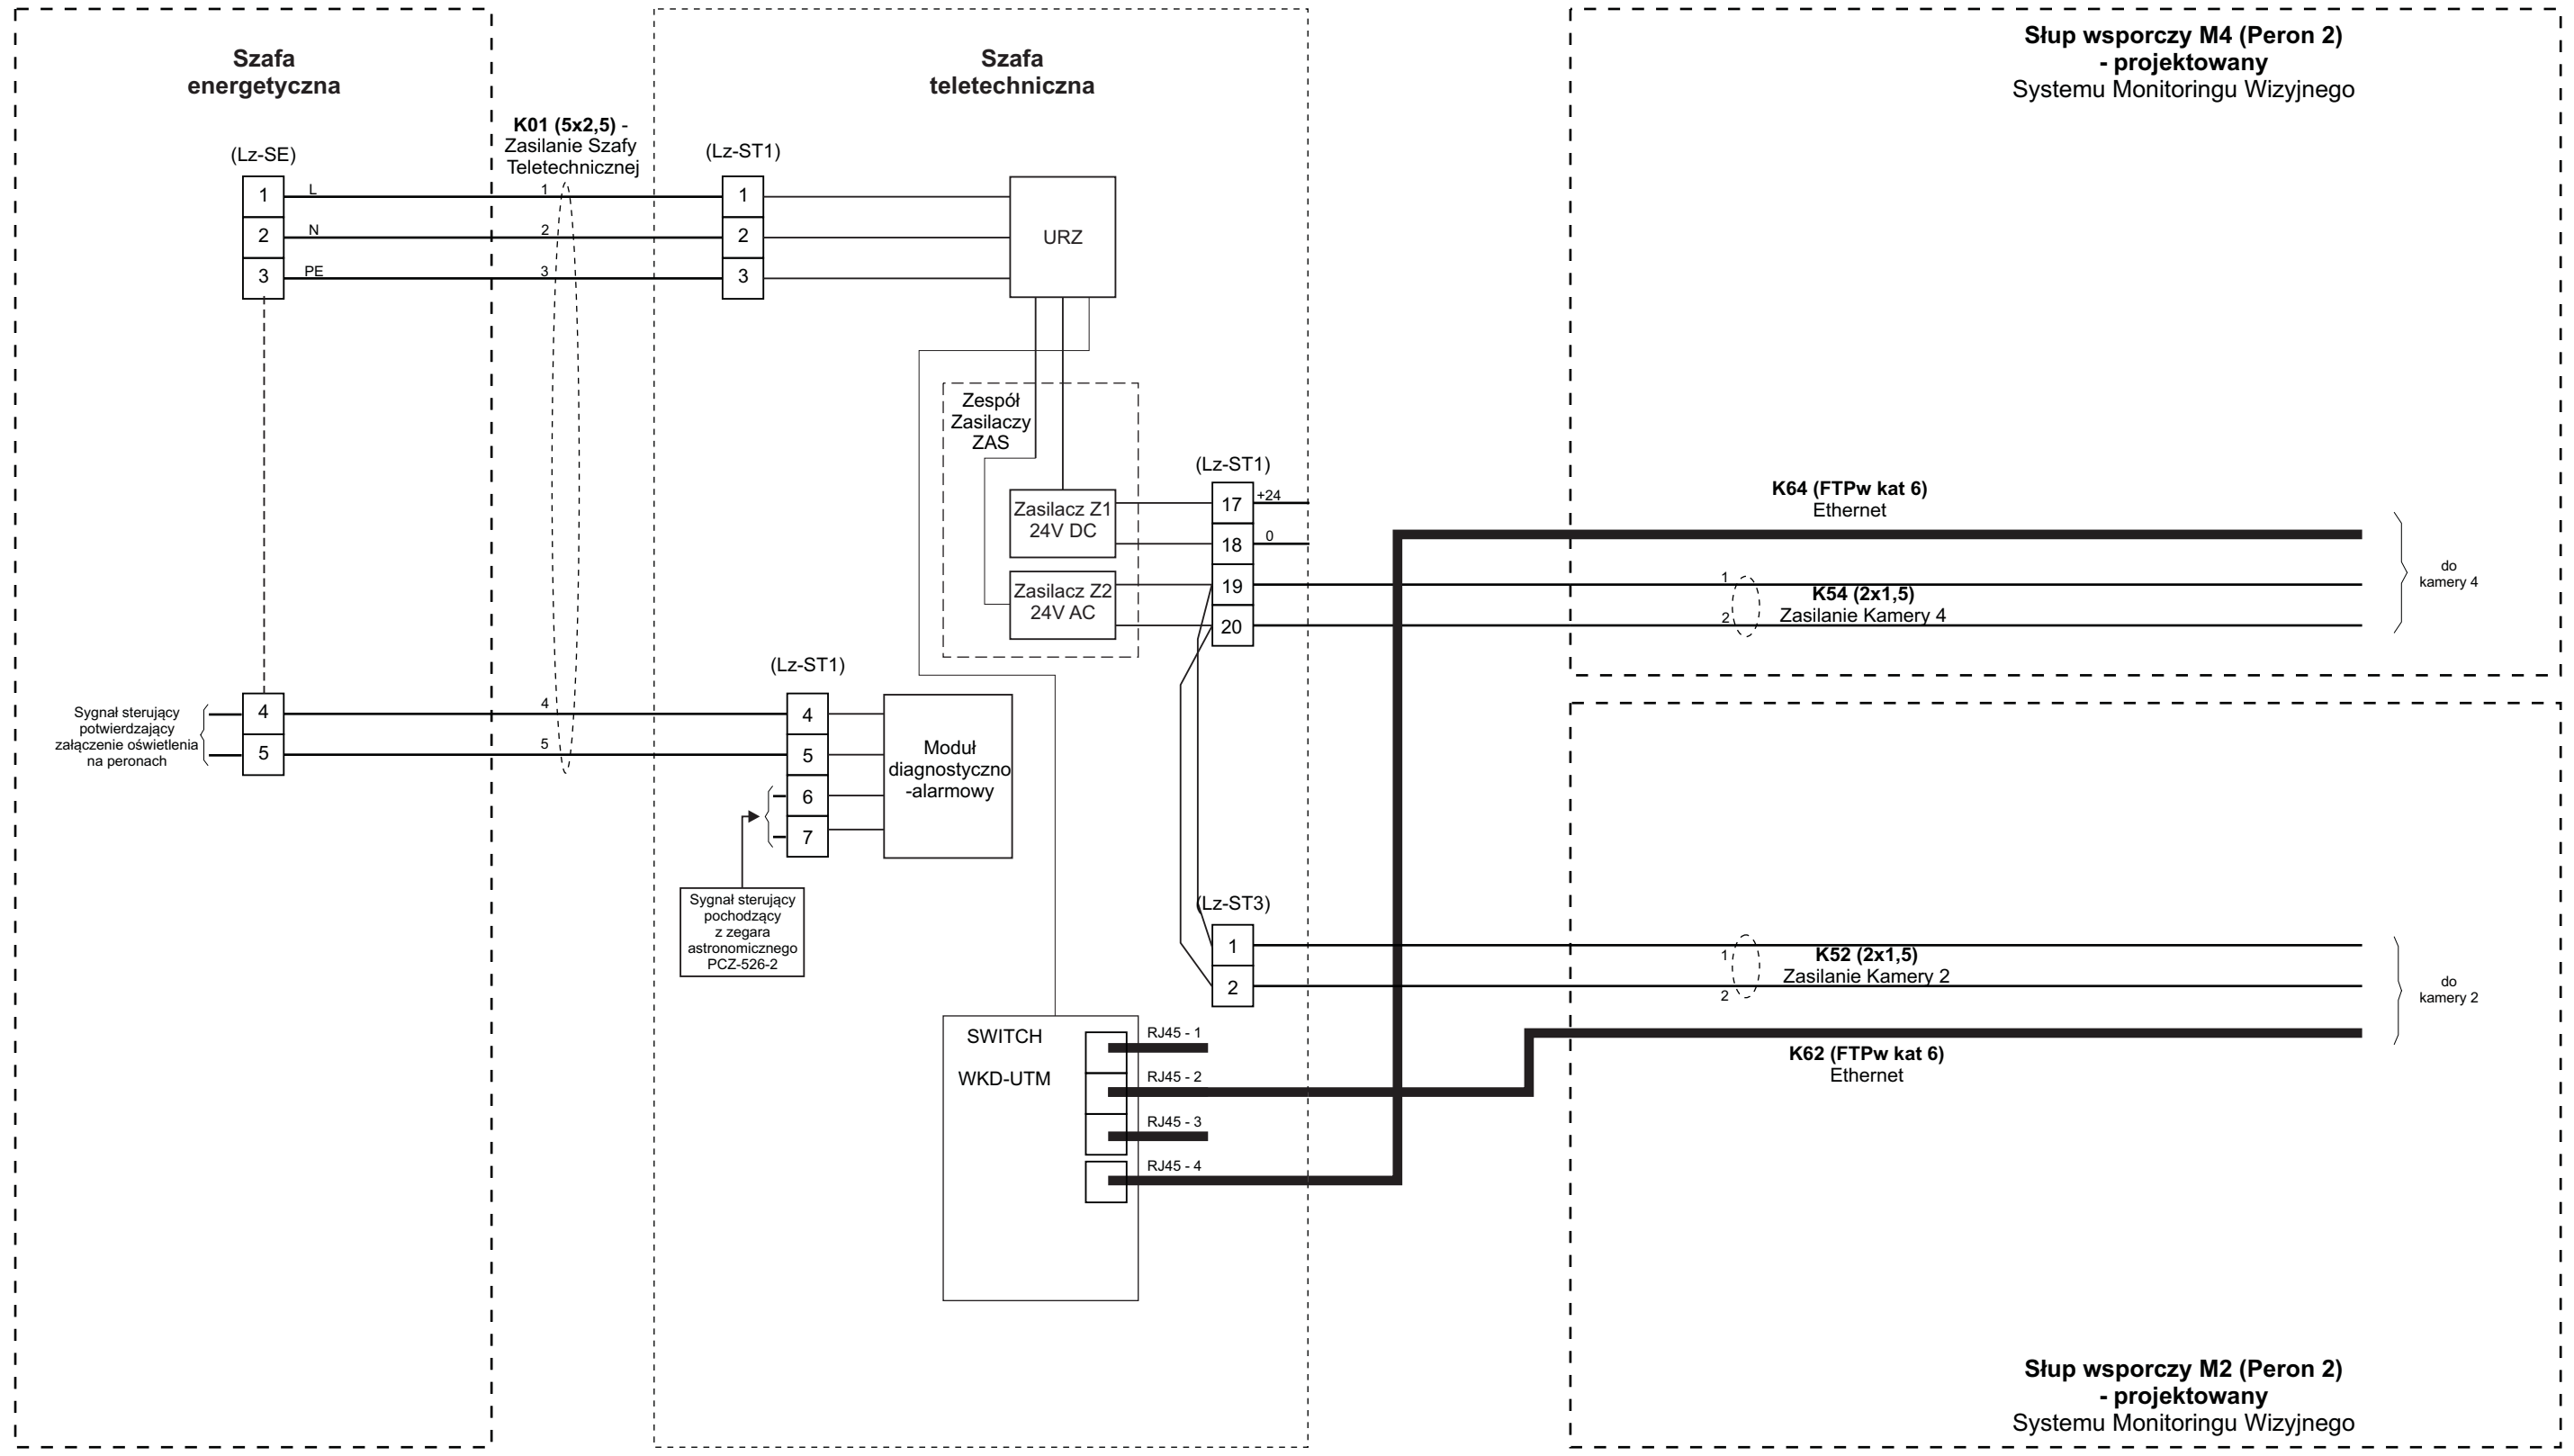 Szafa
energetyczna
(Lz-SE)
1
2
3
L
N
PE
K01 (5x2,5) -
Zasilanie Szafy
Teletechnicznej
1
2
3
Szafa
teletechniczna
(Lz-ST1)
1
2
3
URZ
Zespół
Zasilaczy
ZAS
Zasilacz Z1
24V DC
Zasilacz Z2
24V AC
(Lz-ST1)
17
18
19
20
+24
0
Sygnał sterujący
potwierdzający
załączenie oświetlenia
na peronach
4
5
4
5
(Lz-ST1)
4
5
6
7
Moduł
diagnostyczno
-alarmowy
Sygnał sterujący
pochodzący
z zegara
astronomicznego
PCZ-526-2
(Lz-ST3)
1
2
SWITCH
WKD-UTM
RJ45 - 1
RJ45 - 2
RJ45 - 3
RJ45 - 4
Słup wsporczy M4 (Peron 2)
- projektowany
Systemu Monitoringu Wizyjnego
K64 (FTPw kat 6)
Ethernet
1
2
K54 (2x1,5)
Zasilanie Kamery 4
do
kamery 4
1
2
K52 (2x1,5)
Zasilanie Kamery 2
do
kamery 2
K62 (FTPw kat 6)
Ethernet
Słup wsporczy M2 (Peron 2)
- projektowany
Systemu Monitoringu Wizyjnego